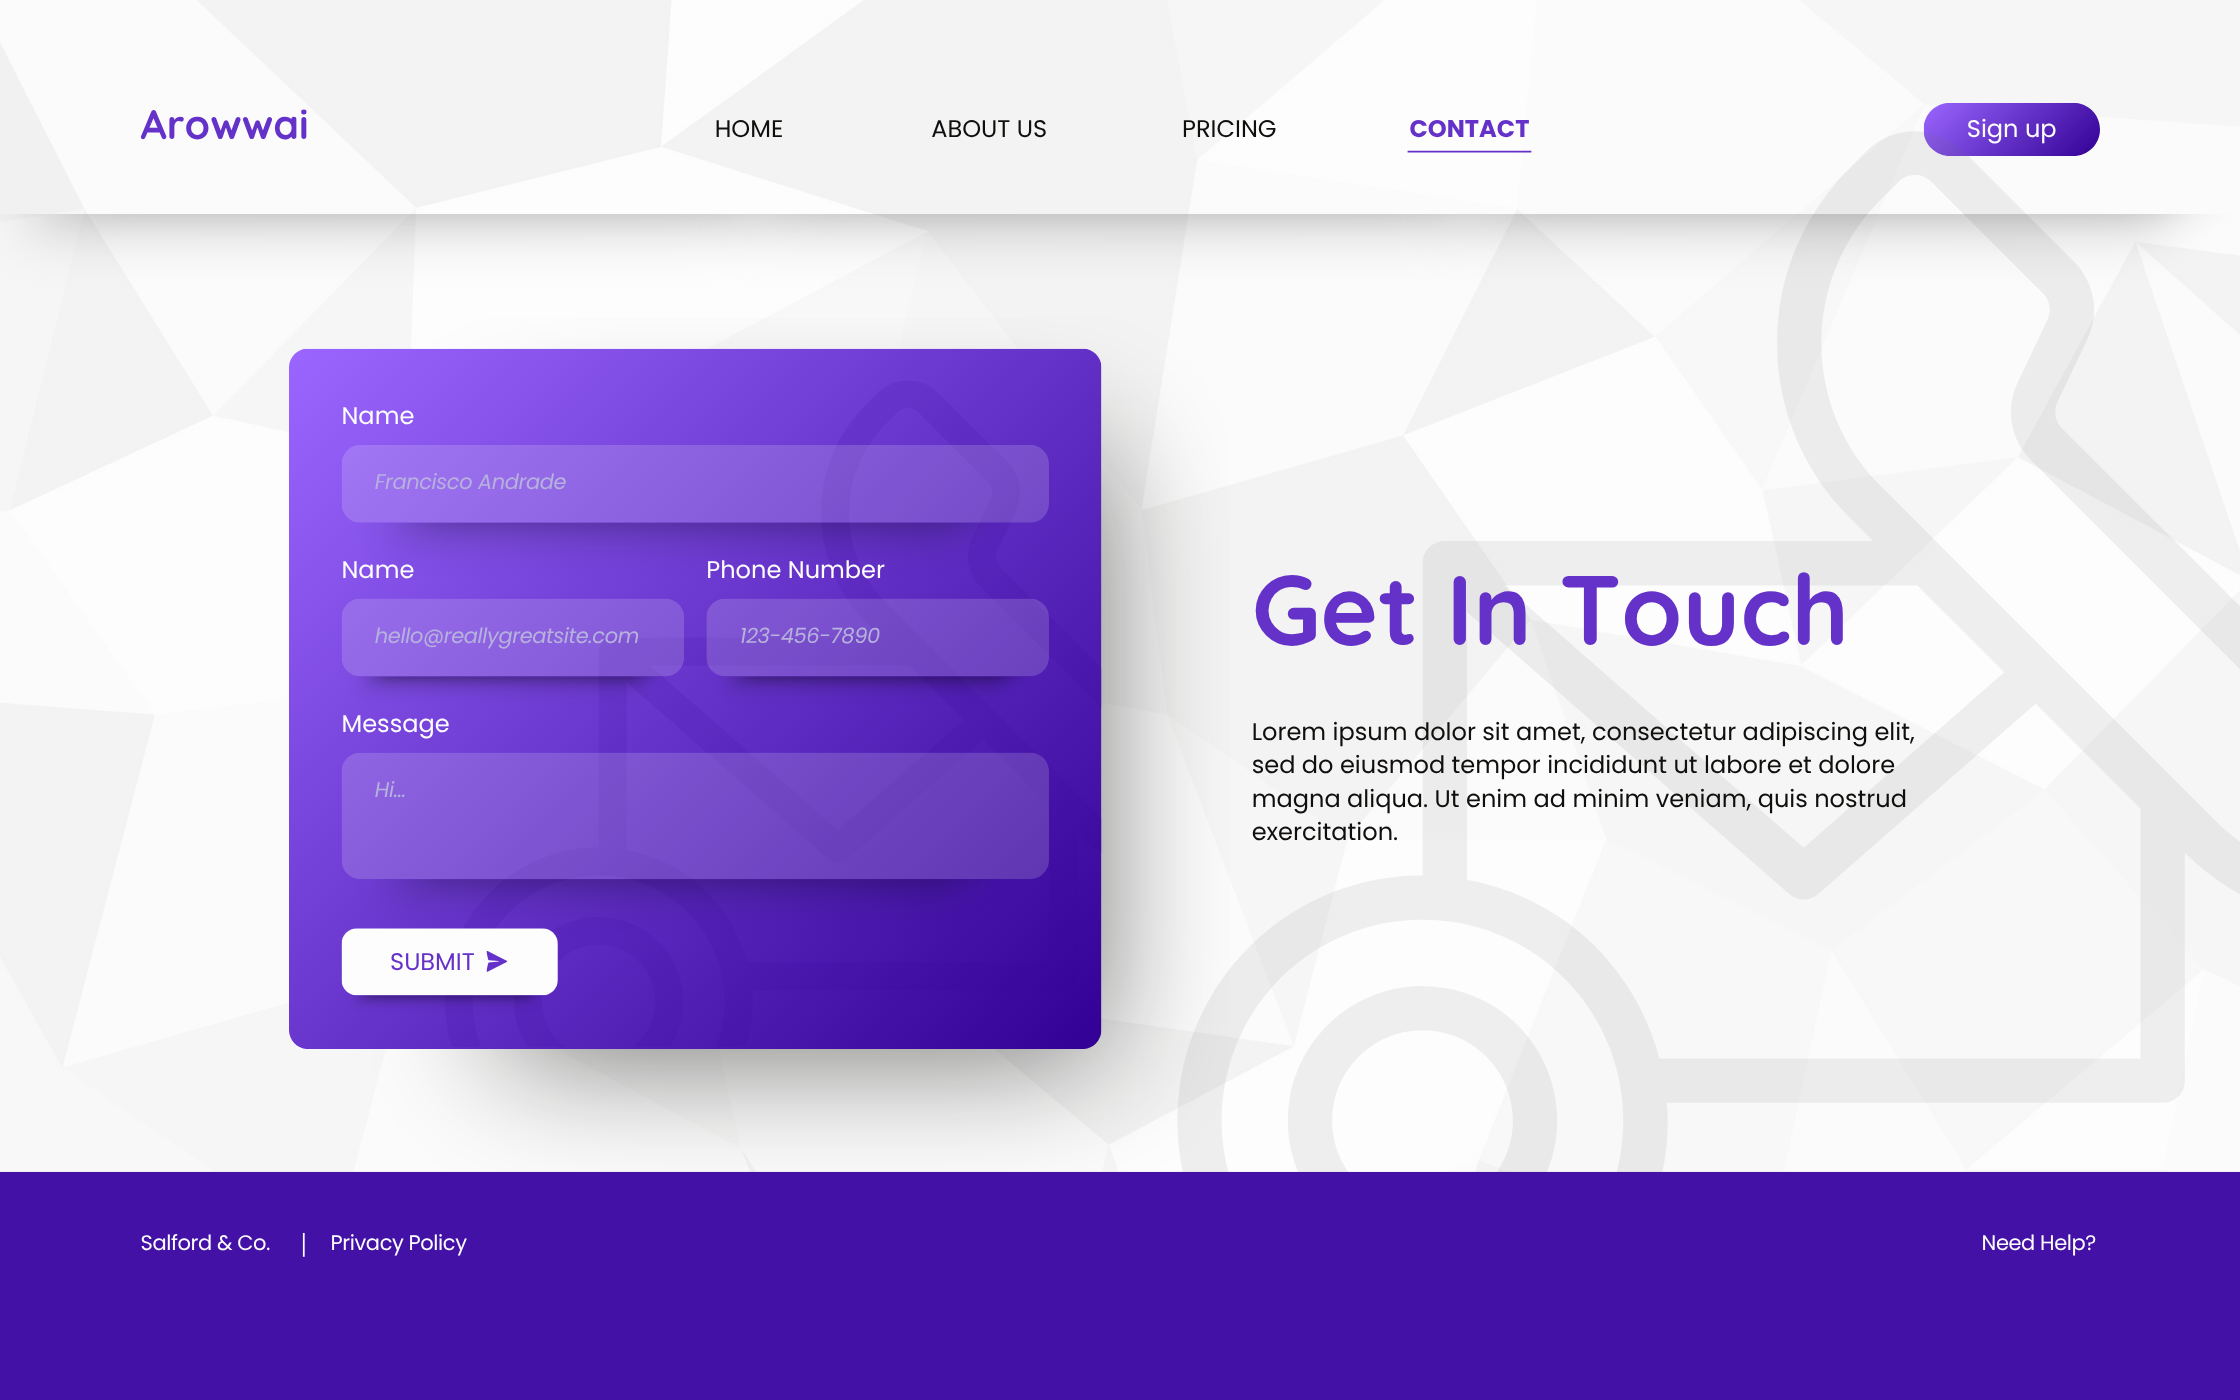 Arowwai
HOME
ABOUT US
PRICING
CONTACT
Sign up
Name
Francisco Andrade
Name
hello@reallygreatsite.com
Phone Number
123-456-7890
Message
Hi...
SUBMIT
Get In Touch
Lorem ipsum dolor sit amet, consectetur adipiscing elit,
sed do eiusmod tempor incididunt ut labore et dolore
magna aliqua. Ut enim ad minim veniam, quis nostrud
exercitation.
Salford & Co. | Privacy Policy
Need Help?